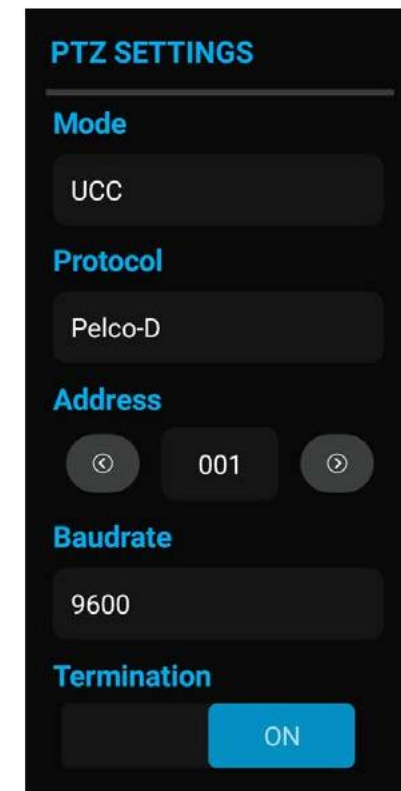 PTZ SETTINGS
Mode
UCC
Protocol
Pelco-D
Address
001
Baudrate
9600
Termination
ON